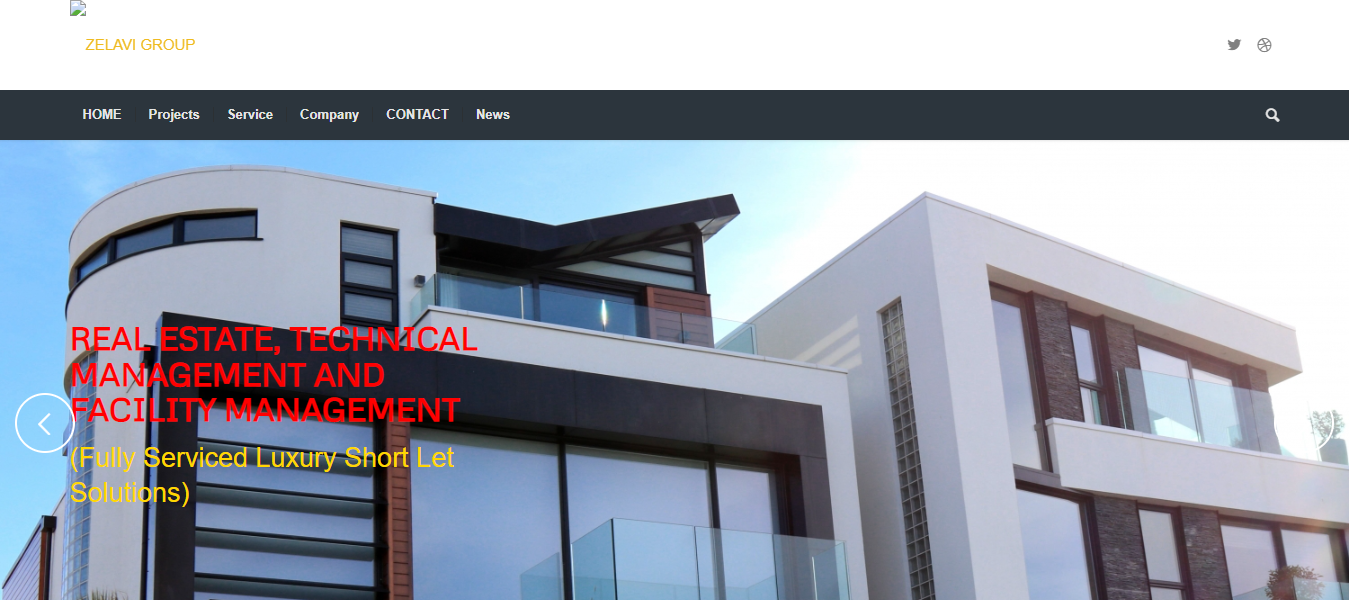 ZELAVI GROUP
HOME Projects Service Company CONTACT News
REAL ESTATE, TECHNICAL
MANAGEMENT AND
FACILITY MANAGEMENT
(Fully Serviced Luxury Short Let
Solutions)